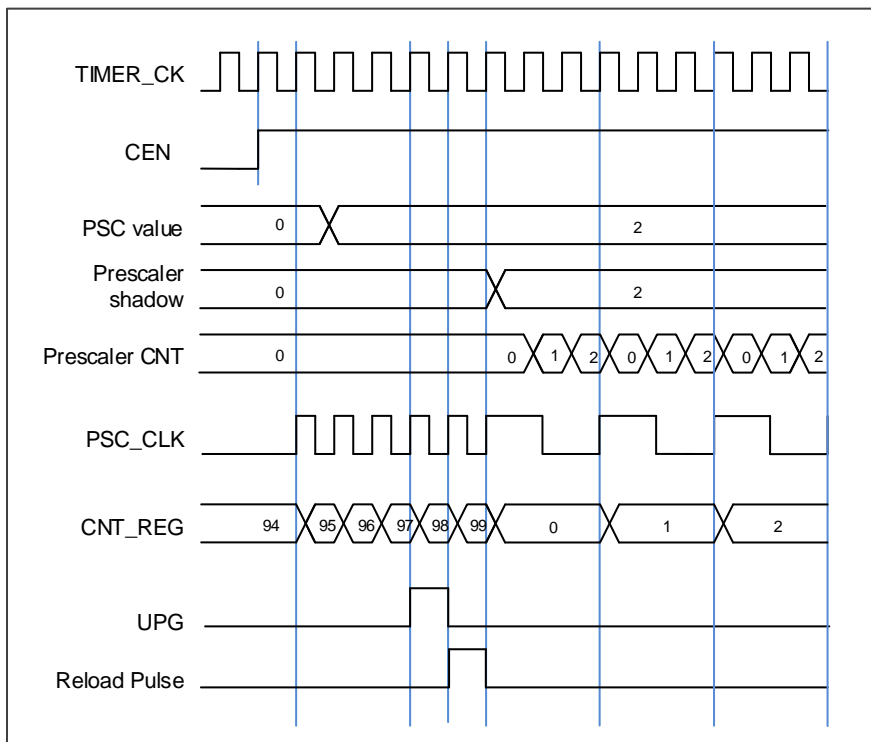 TIMER_CK
CEN
PSC value 0 2
Prescaler
shadow 0 2
Prescaler CNT 0 0 1 2 0 1 2 0 1 2
PSC_CLK
CNT_REG 94 95 96 97 98 99 0 1 2
UPG
Reload Pulse